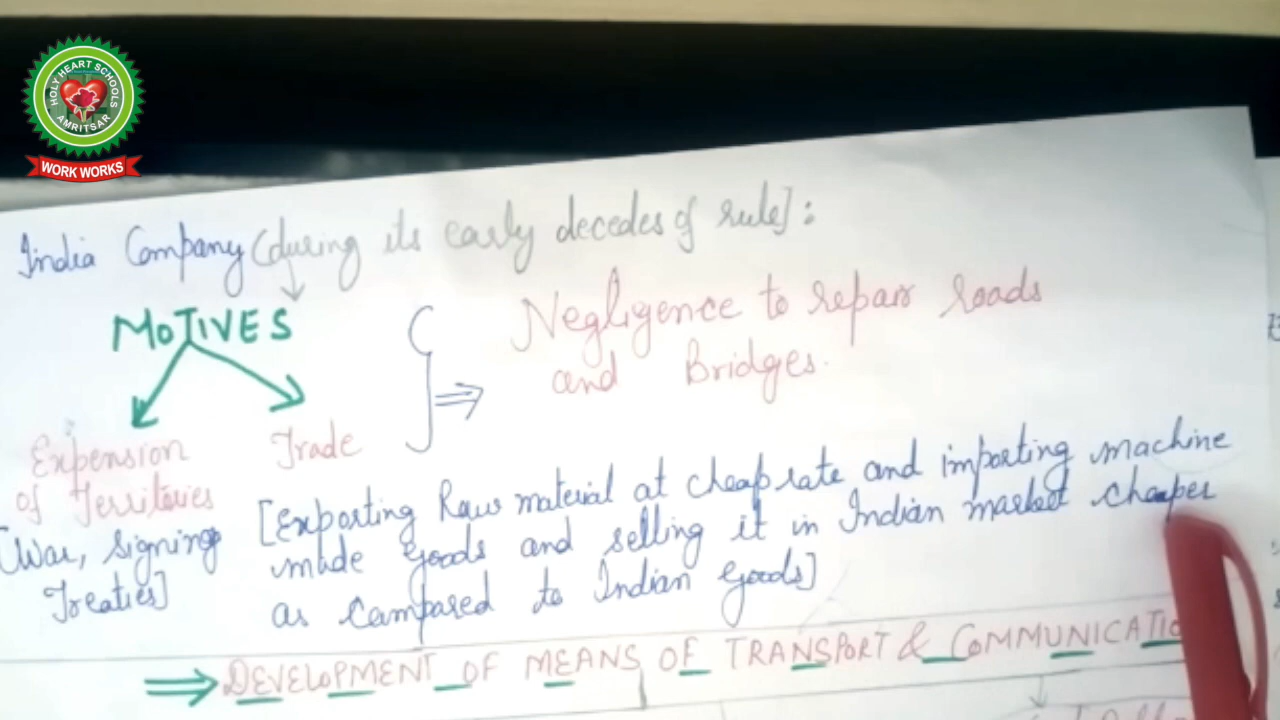 HOLY HEART SCHOOLS
AMRITSAR
WORK WORKS
India Company (during its early decedes of rule] :
MOTIVES
Negligence to repair roads
and Bridges.
Expension
of Territories
[War, Signing
Treaties]
Trade
[Exporting Raw material at cheap rate and importing machine
made goods and selling it in Indian market cheaper
as Compared to Indian Goods]
DEVELOPMENT OF MEANS OF TRANSPORT & COMMUNICATIO